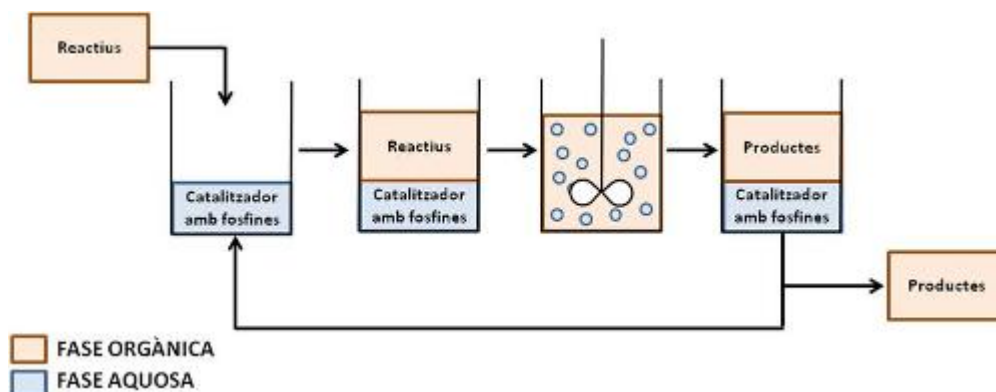 Reactius
Reactius
Productes
Catalitzador
amb fosfines
Catalitzador
amb fosfines
Catalitzador
amb fosfines
Productes
FASE ORGÀNICA
FASE AQUOSA